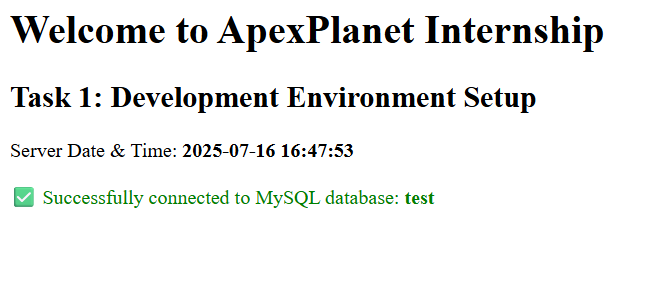 Welcome to ApexPlanet Internship
Task 1: Development Environment Setup
Server Date & Time: 2025-07-16 16:47:53
✅ Successfully connected to MySQL database: test